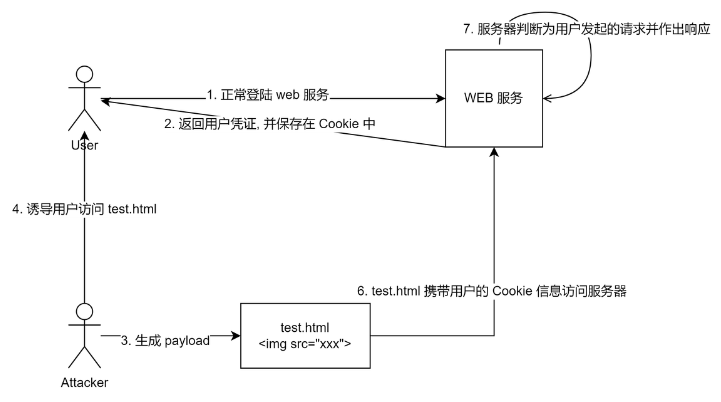 7. 服务器判断为用户发起的请求并作出响应
1. 正常登陆 web 服务
WEB 服务
2. 返回用户凭证, 并保存在 Cookie 中
User
4. 诱导用户访问 test.html
6. test.html 携带用户的 Cookie 信息访问服务器
3. 生成 payload
test.html
<img src="xxx">
Attacker